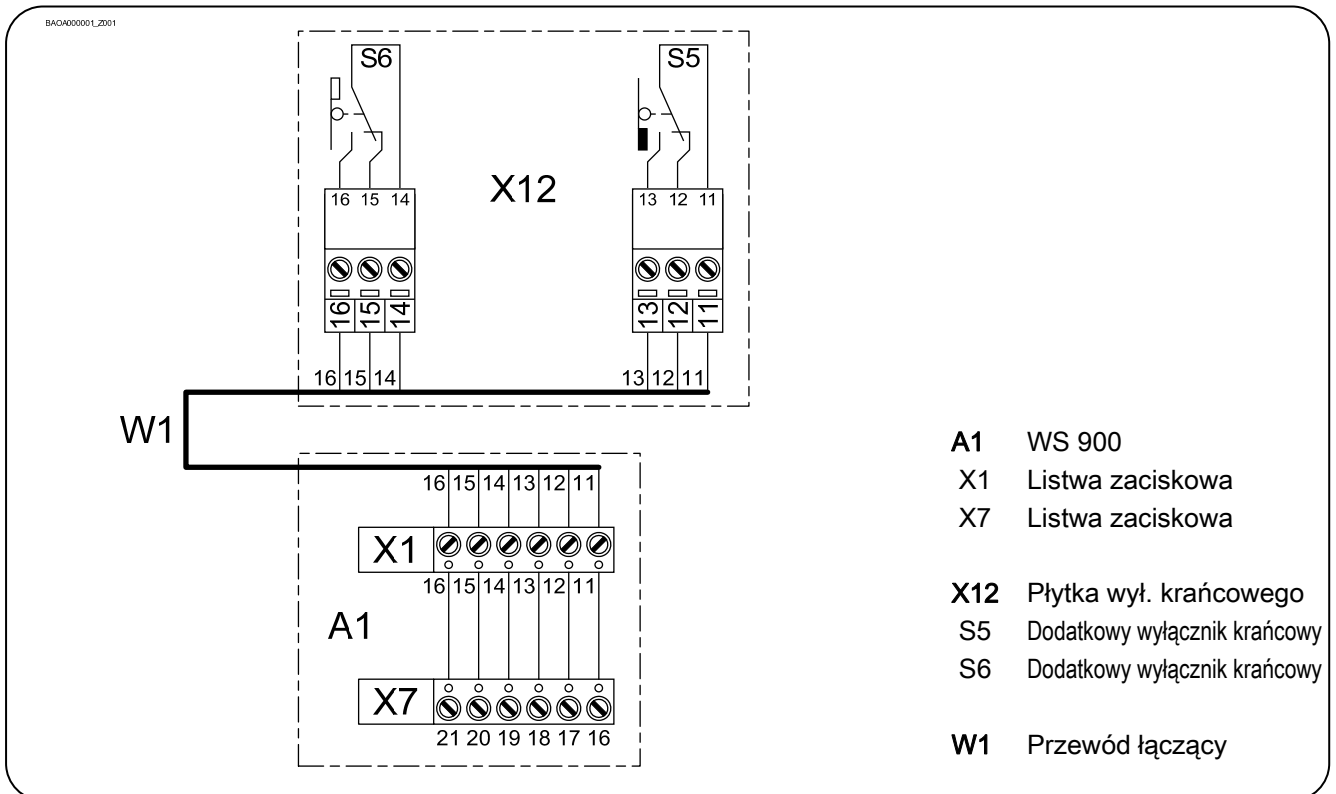 BAOA000001_Z001
S6 S5
X12
16 15 14 13 12 11
16 15 14 13 12 11
16 15 14 13 12 11
W1
16 15 14 13 12 11
X1
16 15 14 13 12 11
A1
X7
21 20 19 18 17 16
A1 WS 900
X1 Listwa zaciskowa
X7 Listwa zaciskowa
X12 Płytka wył. krańcowego
S5 Dodatkowy wyłącznik krańcowy
S6 Dodatkowy wyłącznik krańcowy
W1 Przewód łączący